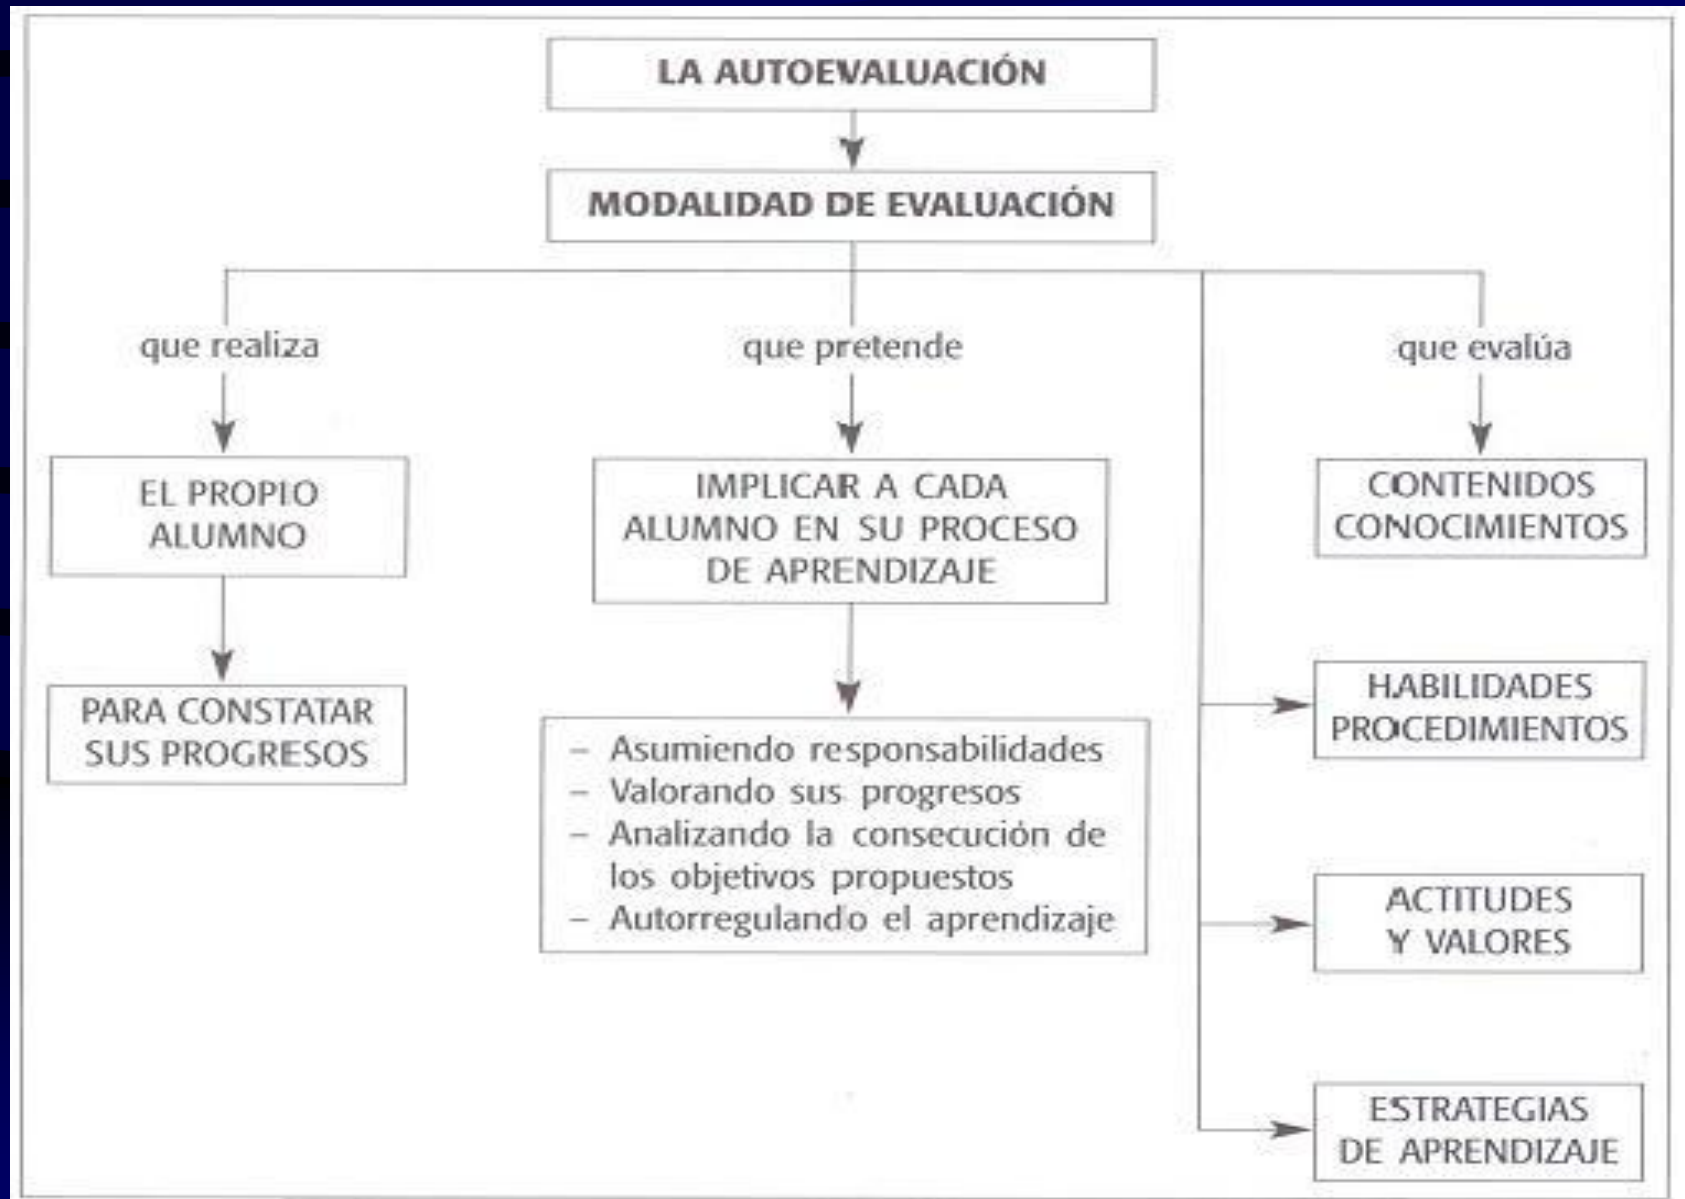 LA AUTOEVALUACIÓN
MODALIDAD DE EVALUACIÓN
que realiza
EL PROPIO
ALUMNO
PARA CONSTATAR
SUS PROGRESOS
que pretende
IMPLICAR A CADA
ALUMNO EN SU PROCESO
DE APRENDIZAJE
– Asumiendo responsabilidades
– Valorando sus progresos
– Analizando la consecución de
los objetivos propuestos
– Autorregulando el aprendizaje
que evalúa
CONTENIDOS
CONOCIMIENTOS
HABILIDADES
PROCEDIMIENTOS
ACTITUDES
Y VALORES
ESTRATEGIAS
DE APRENDIZAJE